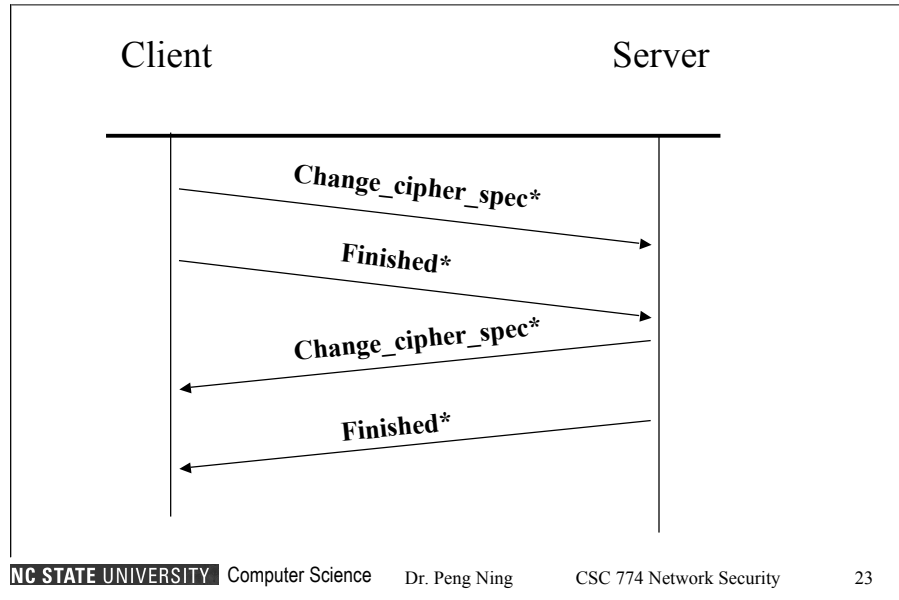 Client Server
Change_cipher_spec*
Finished*
Change_cipher_spec*
Finished*
NC STATE UNIVERSITY Computer Science Dr. Peng Ning CSC 774 Network Security 23